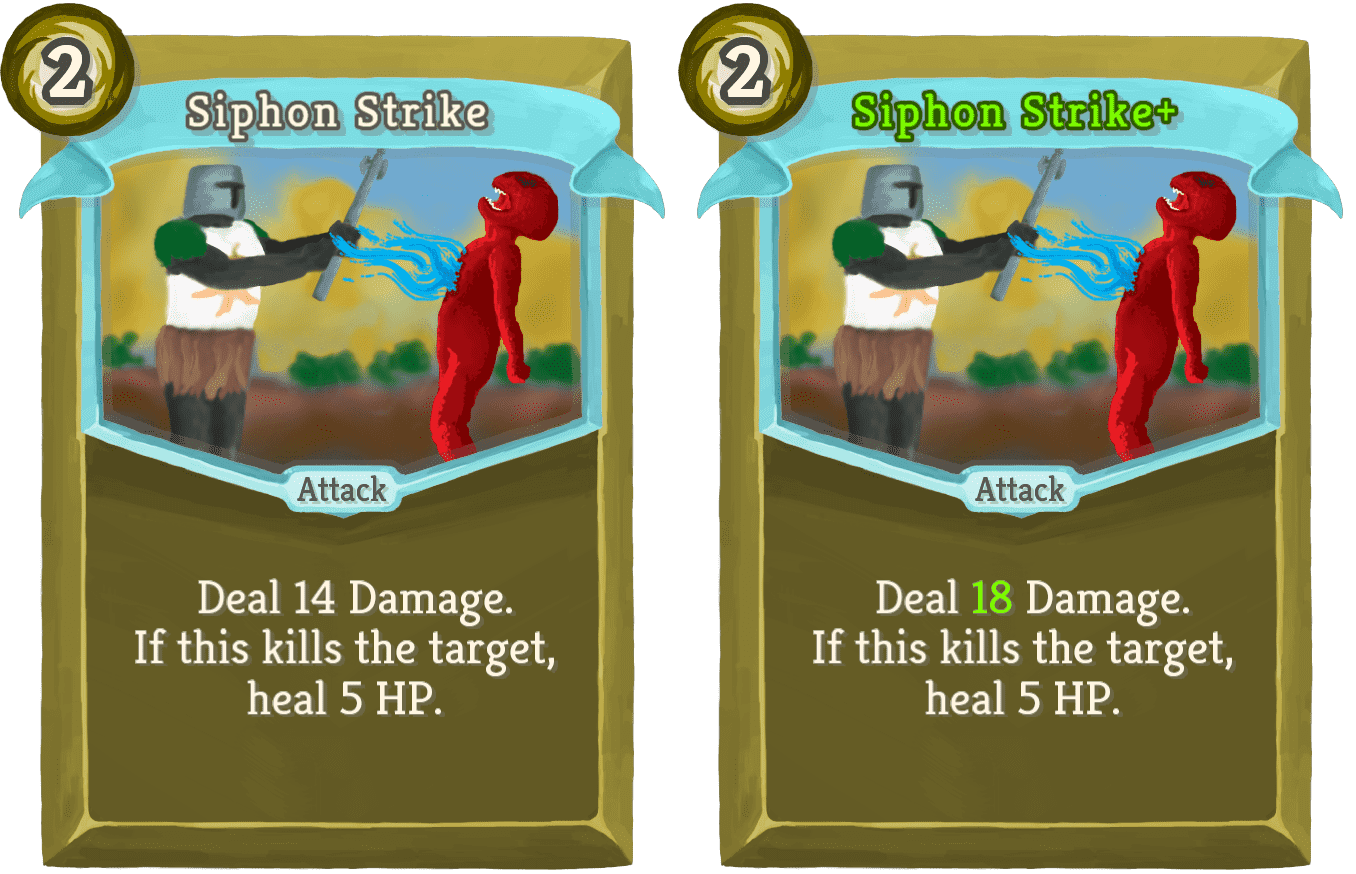 2
Siphon Strike
Attack
Deal 14 Damage.
If this kills the target,
heal 5 HP.
2
Siphon Strike+
Attack
Deal 18 Damage.
If this kills the target,
heal 5 HP.